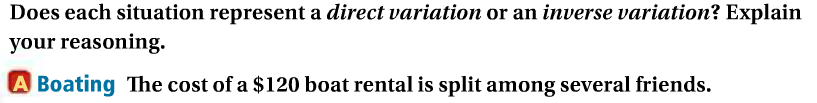 Does each situation represent a direct variation or an inverse variation? Explain
your reasoning.
A Boating The cost of a $120 boat rental is split among several friends.